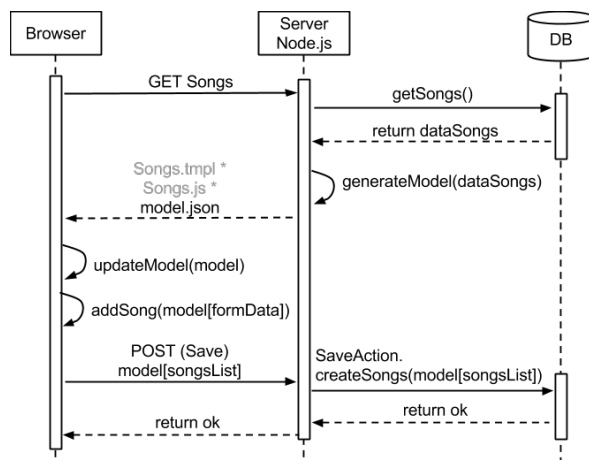 Browser
Server
Node.js
DB
GET Songs
getSongs()
return dataSongs
Songs.tmpl *
Songs.js *
model.json
generateModel(dataSongs)
updateModel(model)
addSong(model[formData])
POST (Save)
model[songsList]
SaveAction.
createSongs(model[songsList])
return ok
return ok